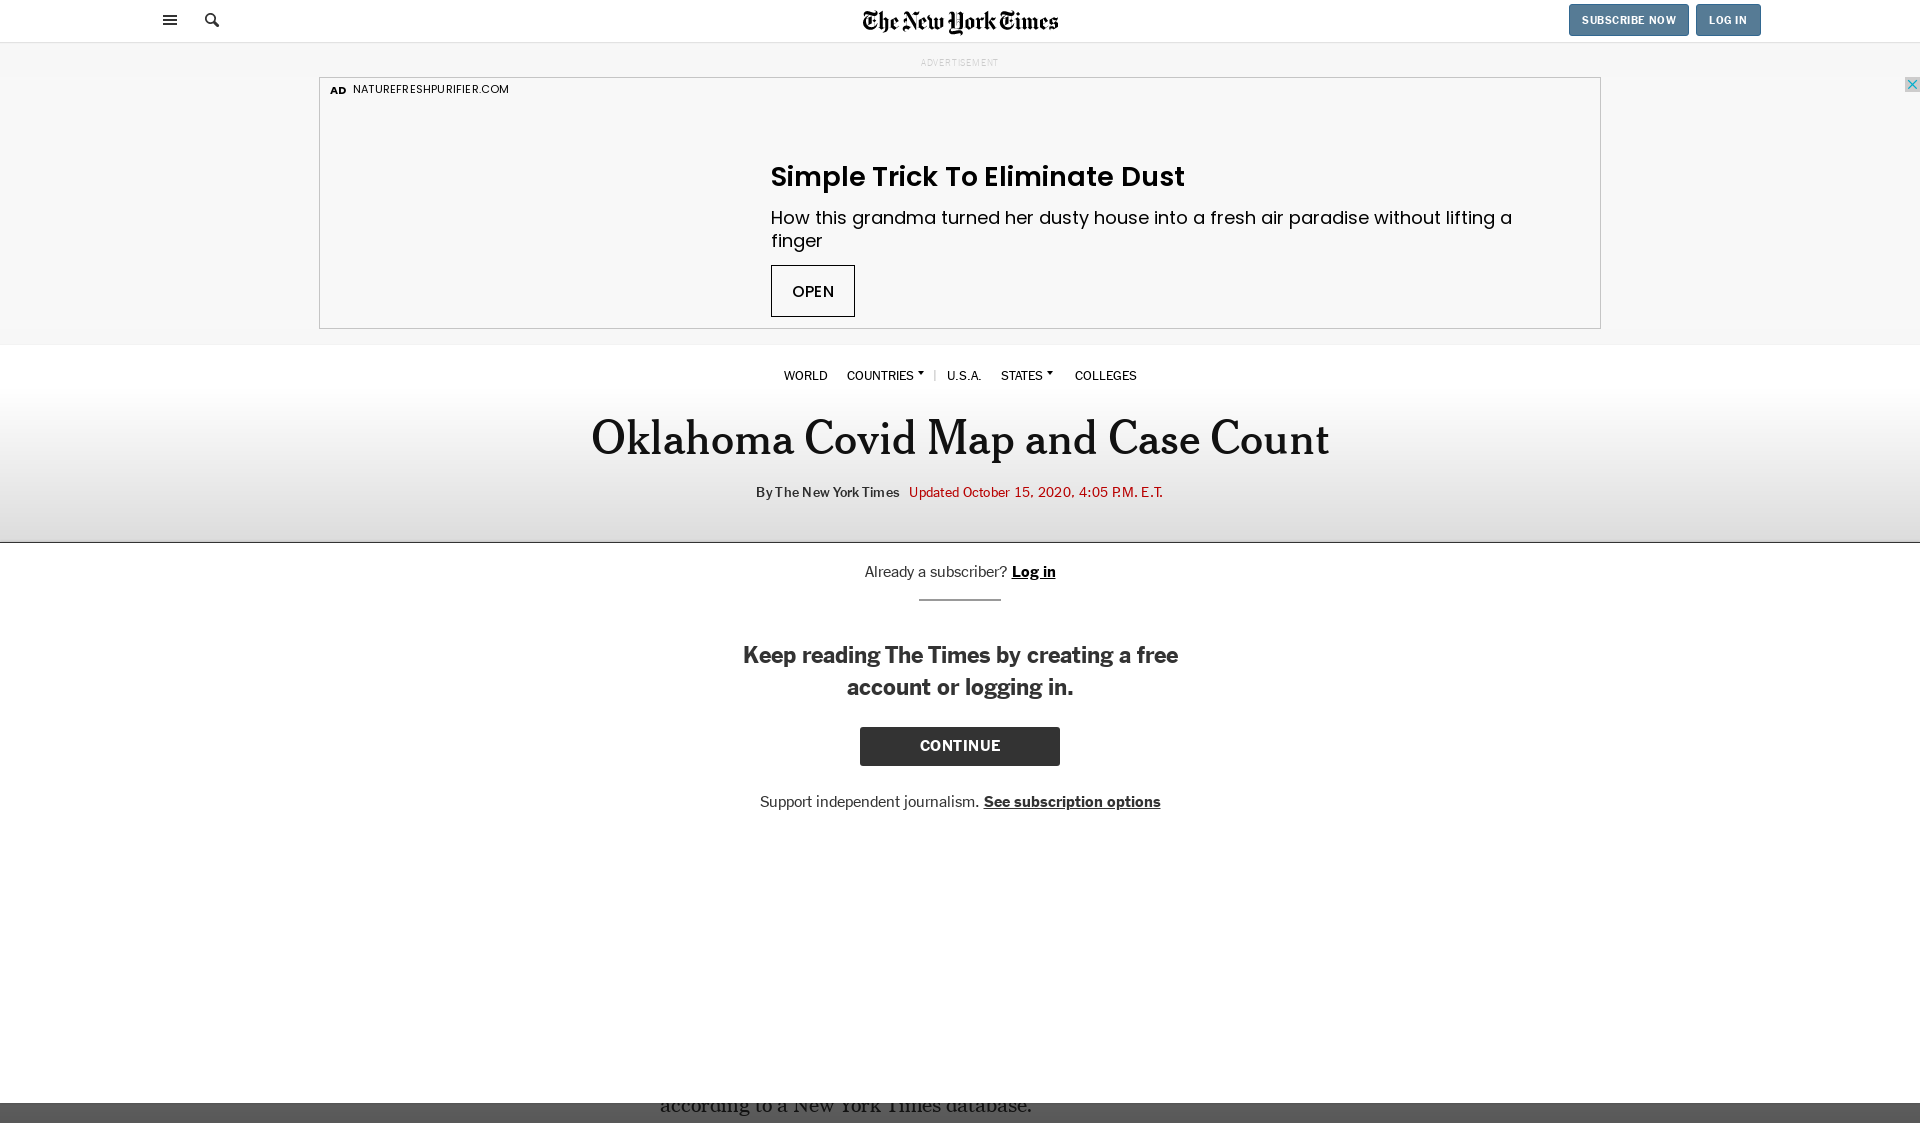 The New York Times
SUBSCRIBE NOW
LOG IN
ADVERTISEMENT
AD NATUREFRESHPURIFIER.COM
Simple Trick To Eliminate Dust
How this grandma turned her dusty house into a fresh air paradise without lifting a
finger
OPEN
WORLD COUNTRIES | U.S.A. STATES COLLEGES
Oklahoma Covid Map and Case Count
By The New York Times Updated October 15, 2020, 4:05 P.M. E.T.
Already a subscriber? Log in
Keep reading The Times by creating a free
account or logging in.
CONTINUE
Support independent journalism. See subscription options
according to a New York Times database.